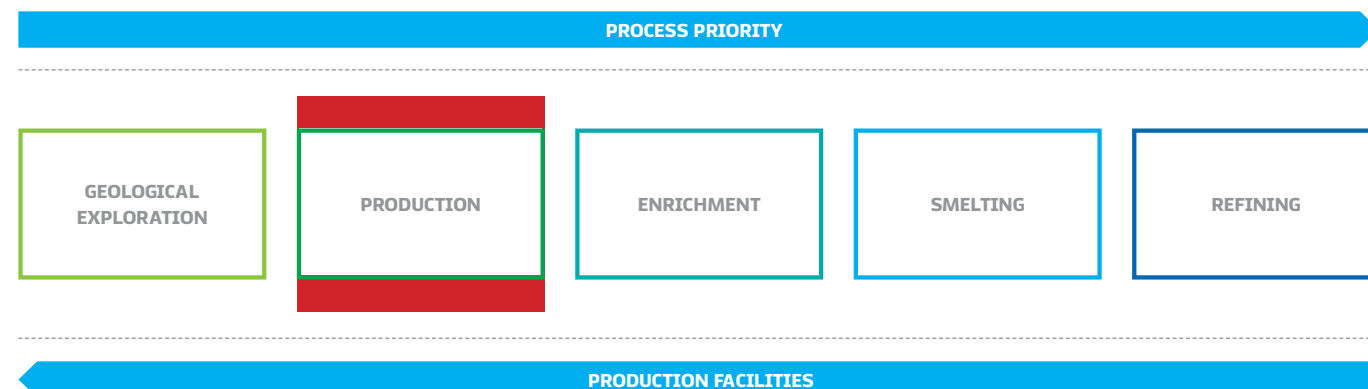 PROCESS PRIORITY
GEOLOGICAL
EXPLORATION
PRODUCTION
ENRICHMENT
SMELTING
REFINING
PRODUCTION FACILITIES